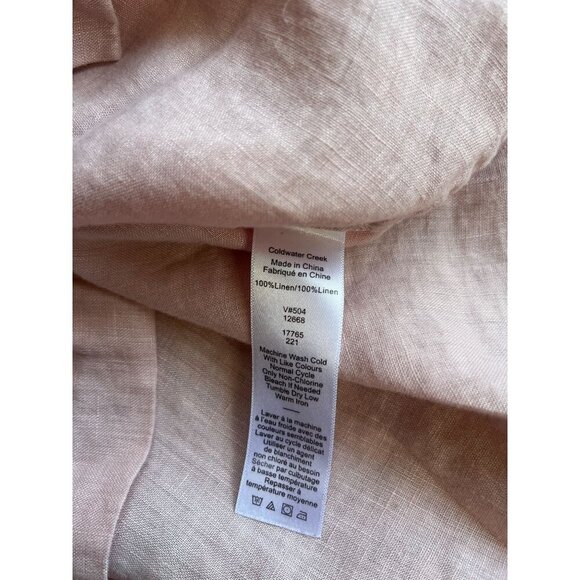 Coldwater Creek
Made in China
Fabriqué en Chine
100%Linen/100%Linen
V#504
12668
17765
221
Machine Wash Cold
With Like Colours
Normal Cycle
Only Non-Chlorine
Bleach If Needed
Tumble Dry Low
Warm Iron
Laver à la machine
à l'eau froide avec des
couleurs semblables
Laver au cycle délicat
Utiliser un agent
de blanchiment
non chloré au besoin
Sécher par culbutage
à basse température
Repasser à
température moyenne